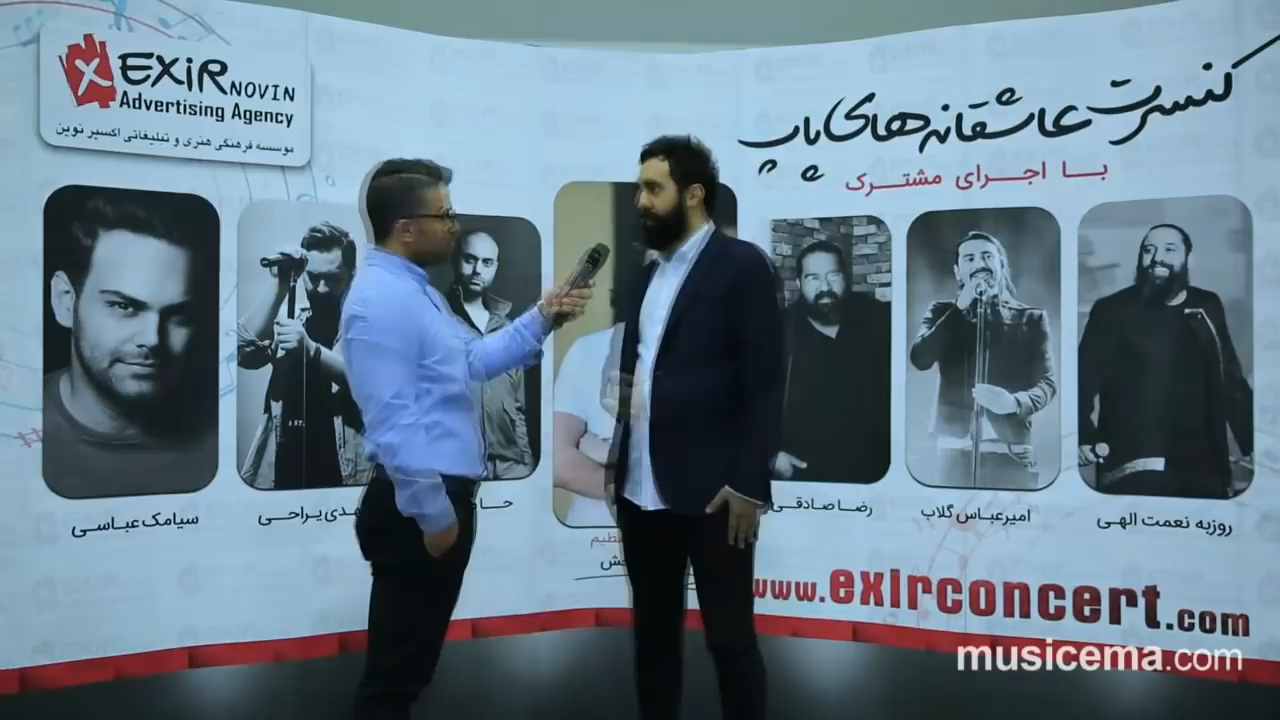 EXIR NOVIN
Advertising Agency
موسسه فرهنگی هنری و تبلیغاتی اکسیر نوین
کنسرت عاشقانه‌های پاپ
با اجرای مشترک
سیامک عباسی
یراحی
رضا صادقی
امیرعباس گلاب
روزبه نعمت الهی
www.exirconcert.com
musicema.com